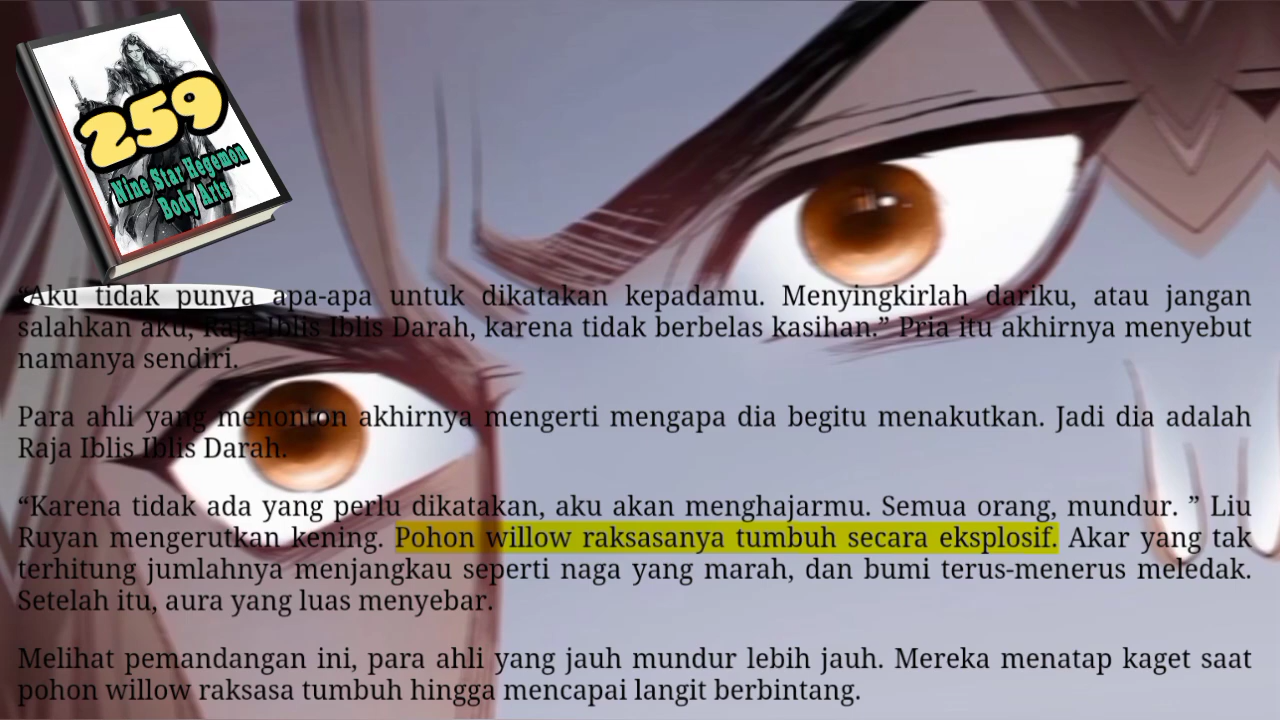 259
Nine Star Hegemon
Body Arts
“Aku tidak punya apa-apa untuk dikatakan kepadamu. Menyingkirlah dariku, atau jangan
salahkan aku, Raja Iblis Iblis Darah, karena tidak berbelas kasihan.” Pria itu akhirnya menyebut
namanya sendiri.
Para ahli yang menonton akhirnya mengerti mengapa dia begitu menakutkan. Jadi dia adalah
Raja Iblis Iblis Darah.
“Karena tidak ada yang perlu dikatakan, aku akan menghajarmu. Semua orang, mundur. ” Liu
Ruyan mengerutkan kening. Pohon willow raksasanya tumbuh secara eksplosif. Akar yang tak
terhitung jumlahnya menjangkau seperti naga yang marah, dan bumi terus-menerus meledak.
Setelah itu, aura yang luas menyebar.
Melihat pemandangan ini, para ahli yang jauh mundur lebih jauh. Mereka menatap kaget saat
pohon willow raksasa tumbuh hingga mencapai langit berbintang.